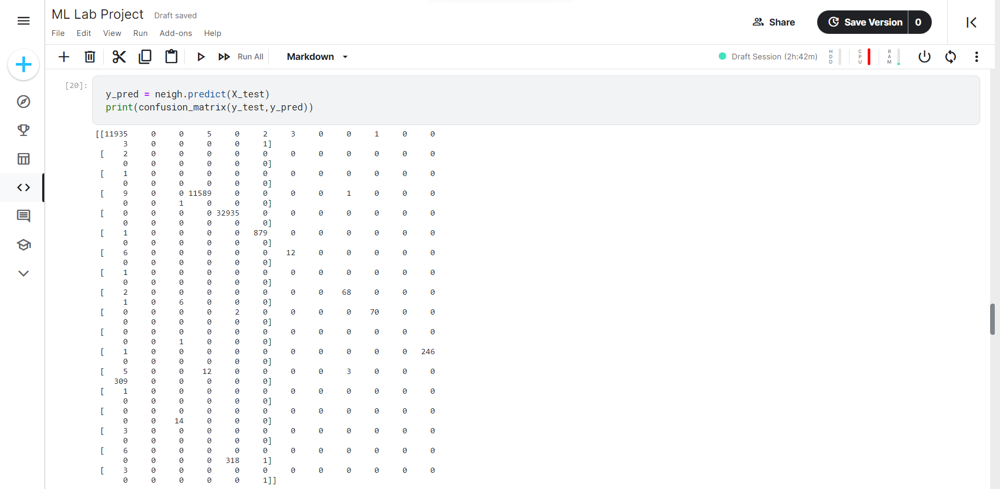 ML Lab Project Draft saved
File Edit View Run Add-ons Help
Share
Save Version 0
Run All
Markdown
Draft Session (2h:42m)
HDD
CPU
RAM
[20]:
y_pred = neigh.predict(X_test)
print(confusion_matrix(y_test,y_pred))
[[11935 0 0 5 0 2 3 0 0 1 0 0
3 0 0 0 0 1]
[ 2 0 0 0 0 0 0 0 0 0 0 0
0 0 0 0 0 0]
[ 1 0 0 0 0 0 0 0 0 0 0 0
0 0 0 0 0 0]
[ 9 0 0 11589 0 0 0 0 1 0 0 0
0 0 1 0 0 0]
[ 0 0 0 0 32935 0 0 0 0 0 0 0
0 0 0 0 0 0]
[ 1 0 0 0 0 879 0 0 0 0 0 0
0 0 0 0 0 0]
[ 6 0 0 0 0 0 12 0 0 0 0 0
0 0 0 0 0 0]
[ 1 0 0 0 0 0 0 0 0 0 0 0
0 0 0 0 0 0]
[ 2 0 0 0 0 0 0 0 68 0 0 0
1 0 6 0 0 0]
[ 0 0 0 0 2 0 0 0 0 70 0 0
0 0 0 0 0 0]
[ 0 0 0 0 0 0 0 0 0 0 0 0
0 0 1 0 0 0]
[ 1 0 0 0 0 0 0 0 0 0 0 246
0 0 0 0 0 0]
[ 5 0 0 12 0 0 0 0 3 0 0 0
309 0 0 0 0 0]
[ 1 0 0 0 0 0 0 0 0 0 0 0
0 0 0 0 0 0]
[ 0 0 0 0 0 0 0 0 0 0 0 0
0 0 14 0 0 0]
[ 3 0 0 0 0 0 0 0 0 0 0 0
0 0 0 0 0 0]
[ 6 0 0 0 0 0 0 0 0 0 0 0
0 0 0 0 318 1]
[ 3 0 0 0 0 0 0 0 0 0 0 0
0 0 0 0 0 1]]